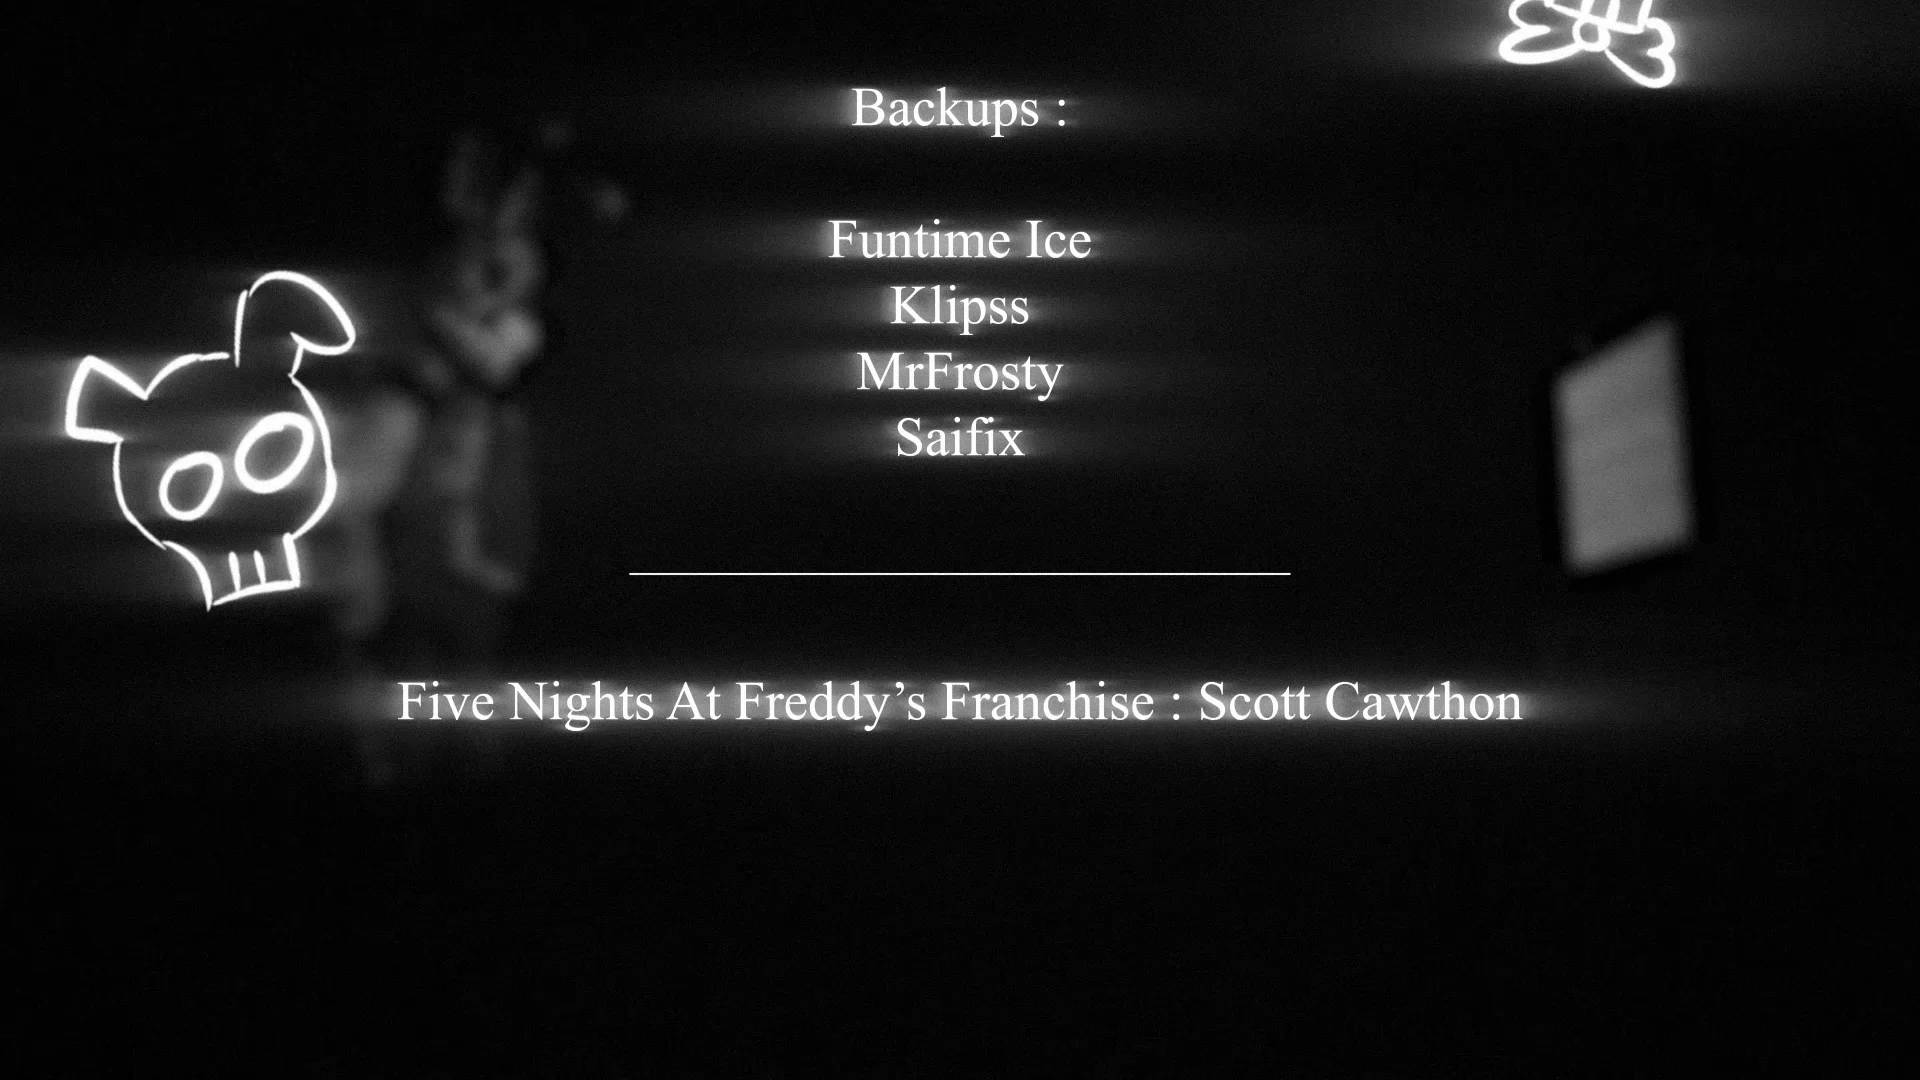 Backups :
Funtime Ice
Klipss
MrFrosty
Saifix
Five Nights At Freddy’s Franchise : Scott Cawthon